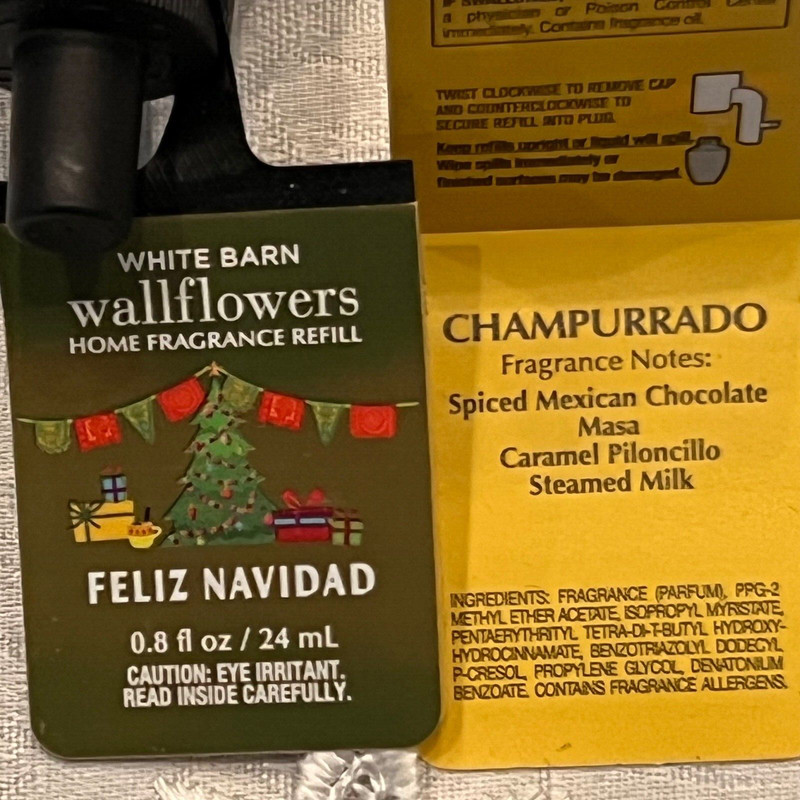 WHITE BARN
wallflowers
HOME FRAGRANCE REFILL
FELIZ NAVIDAD
0.8 fl oz / 24 mL
CAUTION: EYE IRRITANT.
READ INSIDE CAREFULLY.
a physician or Poison Control Center
immediately. Contains fragrance oil.
TWIST CLOCKWISE TO REMOVE CAP
AND COUNTERCLOCKWISE TO
SECURE REFILL INTO PLUG.
Keep refills upright or liquid will spill.
Wipe spills immediately or
finished surfaces may be damaged.
CHAMPURRADO
Fragrance Notes:
Spiced Mexican Chocolate
Masa
Caramel Piloncillo
Steamed Milk
INGREDIENTS: FRAGRANCE (PARFUM), PPG-2
METHYL ETHER ACETATE, ISOPROPYL MYRISTATE,
PENTAERYTHRITYL TETRA-DI-T-BUTYL HYDROXY-
HYDROCINNAMATE, BENZOTRIAZOLYL DODECYL
P-CRESOL, PROPYLENE GLYCOL, DENATONIUM
BENZOATE. CONTAINS FRAGRANCE ALLERGENS.